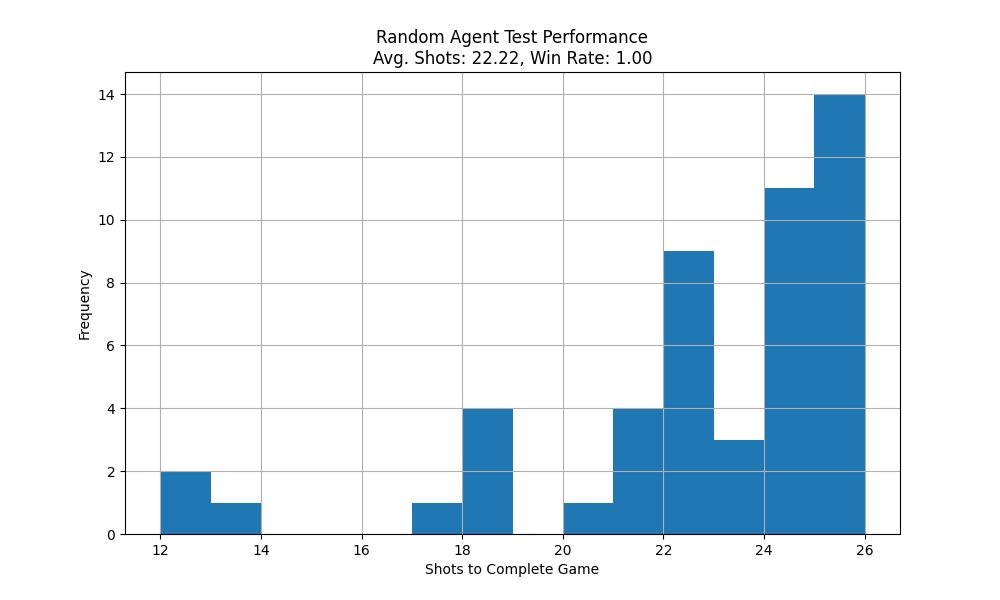 Random Agent Test Performance
Avg. Shots: 22.22, Win Rate: 1.00
14
12
10
8
6
4
2
0
Frequency
12 14 16 18 20 22 24 26
Shots to Complete Game